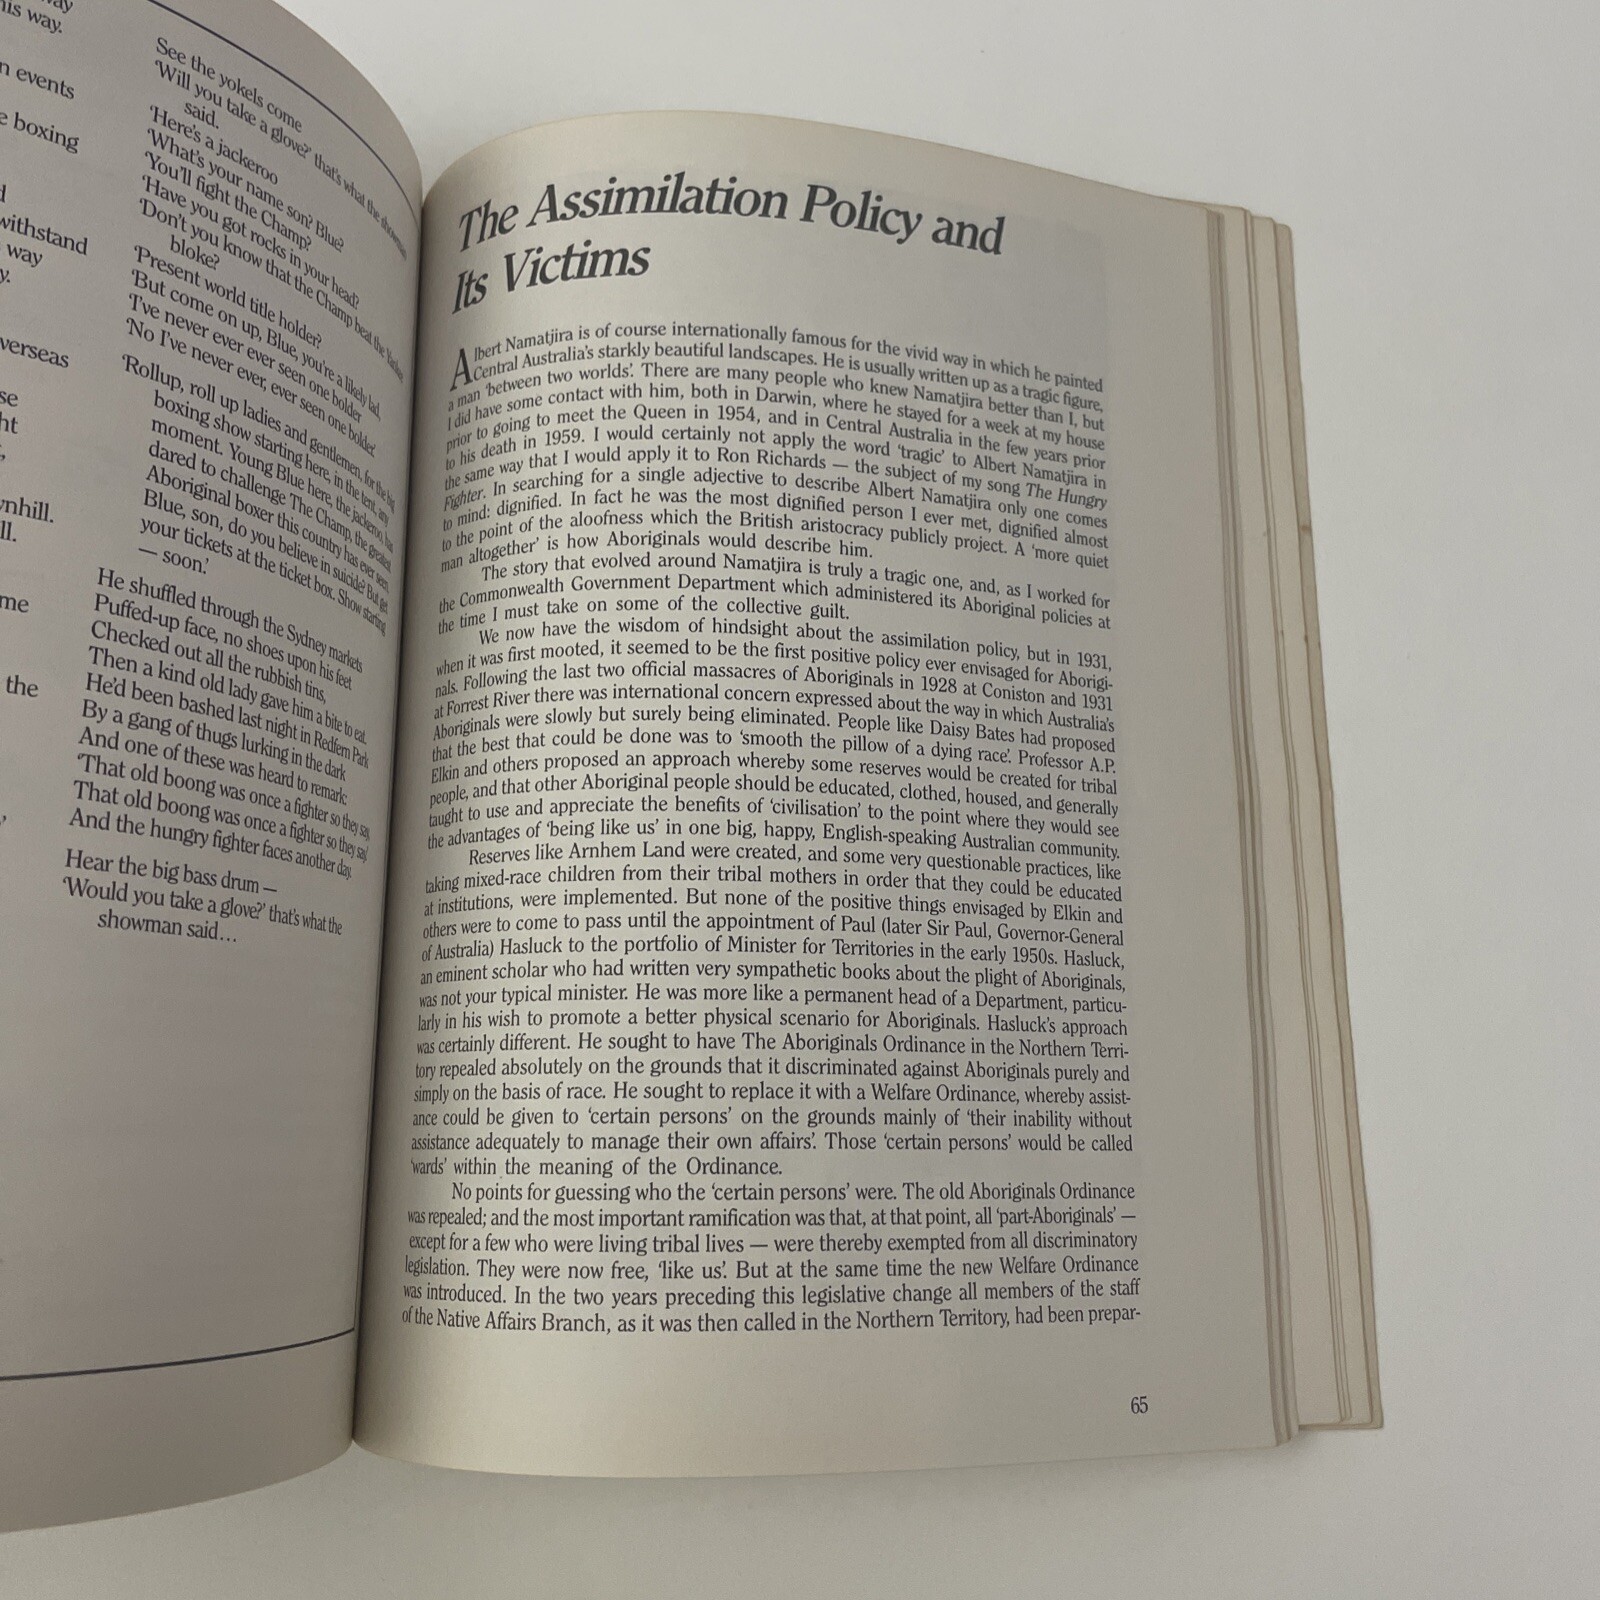 way
his way.
n events
e boxing
d
withstand
way
y.
verseas
se
ht
,
wnhill.
ll.
me
the
,
See the yokels come
'Will you take a glove?' that's what the showman
said.
'Here's a jackeroo
'What's your name son? Blue?
'You'll fight the Champ?
'Have you got rocks in your head?
'Don't you know that the Champ beat the Yankee
bloke?
'Present world title holder?
'But come on up, Blue, you're a likely lad,
'I've never ever ever seen one bolder
'No I've never ever, ever seen one bolder.'
'Rollup, roll up ladies and gentlemen, for the big
boxing show starting here, in the tent, any
moment. Young Blue here, the jackeroo, has
dared to challenge The Champ, the greatest
Aboriginal boxer this country has ever seen.
Blue, son, do you believe in suicide? But get
your tickets at the ticket box. Show starting
— soon.'
He shuffled through the Sydney markets
Puffed-up face, no shoes upon his feet
Checked out all the rubbish tins,
Then a kind old lady gave him a bite to eat.
He'd been bashed last night in Redfern Park
By a gang of thugs lurking in the dark
And one of these was heard to remark:
'That old boong was once a fighter so they say,
That old boong was once a fighter so they say,'
And the hungry fighter faces another day.
Hear the big bass drum —
'Would you take a glove?' that's what the
showman said...
The Assimilation Policy and
Its Victims
Albert Namatjira is of course internationally famous for the vivid way in which he painted
Central Australia's starkly beautiful landscapes. He is usually written up as a tragic figure,
a man 'between two worlds'. There are many people who knew Namatjira better than I, but
I did have some contact with him, both in Darwin, where he stayed for a week at my house
prior to going to meet the Queen in 1954, and in Central Australia in the few years prior
to his death in 1959. I would certainly not apply the word 'tragic' to Albert Namatjira in
the same way that I would apply it to Ron Richards — the subject of my song The Hungry
Fighter. In searching for a single adjective to describe Albert Namatjira only one comes
to mind: dignified. In fact he was the most dignified person I ever met, dignified almost
to the point of the aloofness which the British aristocracy publicly project. A 'more quiet
man altogether' is how Aboriginals would describe him.
The story that evolved around Namatjira is truly a tragic one, and, as I worked for
the Commonwealth Government Department which administered its Aboriginal policies at
the time I must take on some of the collective guilt.
We now have the wisdom of hindsight about the assimilation policy, but in 1931,
when it was first mooted, it seemed to be the first positive policy ever envisaged for Aborigi-
nals. Following the last two official massacres of Aboriginals in 1928 at Coniston and 1931
at Forrest River there was international concern expressed about the way in which Australia's
Aboriginals were slowly but surely being eliminated. People like Daisy Bates had proposed
that the best that could be done was to 'smooth the pillow of a dying race'. Professor A.P.
Elkin and others proposed an approach whereby some reserves would be created for tribal
people, and that other Aboriginal people should be educated, clothed, housed, and generally
taught to use and appreciate the benefits of 'civilisation' to the point where they would see
the advantages of 'being like us' in one big, happy, English-speaking Australian community.
Reserves like Arnhem Land were created, and some very questionable practices, like
taking mixed-race children from their tribal mothers in order that they could be educated
at institutions, were implemented. But none of the positive things envisaged by Elkin and
others were to come to pass until the appointment of Paul (later Sir Paul, Governor-General
of Australia) Hasluck to the portfolio of Minister for Territories in the early 1950s. Hasluck,
an eminent scholar who had written very sympathetic books about the plight of Aboriginals,
was not your typical minister. He was more like a permanent head of a Department, particu-
larly in his wish to promote a better physical scenario for Aboriginals. Hasluck's approach
was certainly different. He sought to have The Aboriginals Ordinance in the Northern Terri-
tory repealed absolutely on the grounds that it discriminated against Aboriginals purely and
simply on the basis of race. He sought to replace it with a Welfare Ordinance, whereby assist-
ance could be given to 'certain persons' on the grounds mainly of 'their inability without
assistance adequately to manage their own affairs'. Those 'certain persons' would be called
'wards' within the meaning of the Ordinance.
No points for guessing who the 'certain persons' were. The old Aboriginals Ordinance
was repealed; and the most important ramification was that, at that point, all 'part-Aboriginals' —
except for a few who were living tribal lives — were thereby exempted from all discriminatory
legislation. They were now free, 'like us'. But at the same time the new Welfare Ordinance
was introduced. In the two years preceding this legislative change all members of the staff
of the Native Affairs Branch, as it was then called in the Northern Territory, had been prepar-
65